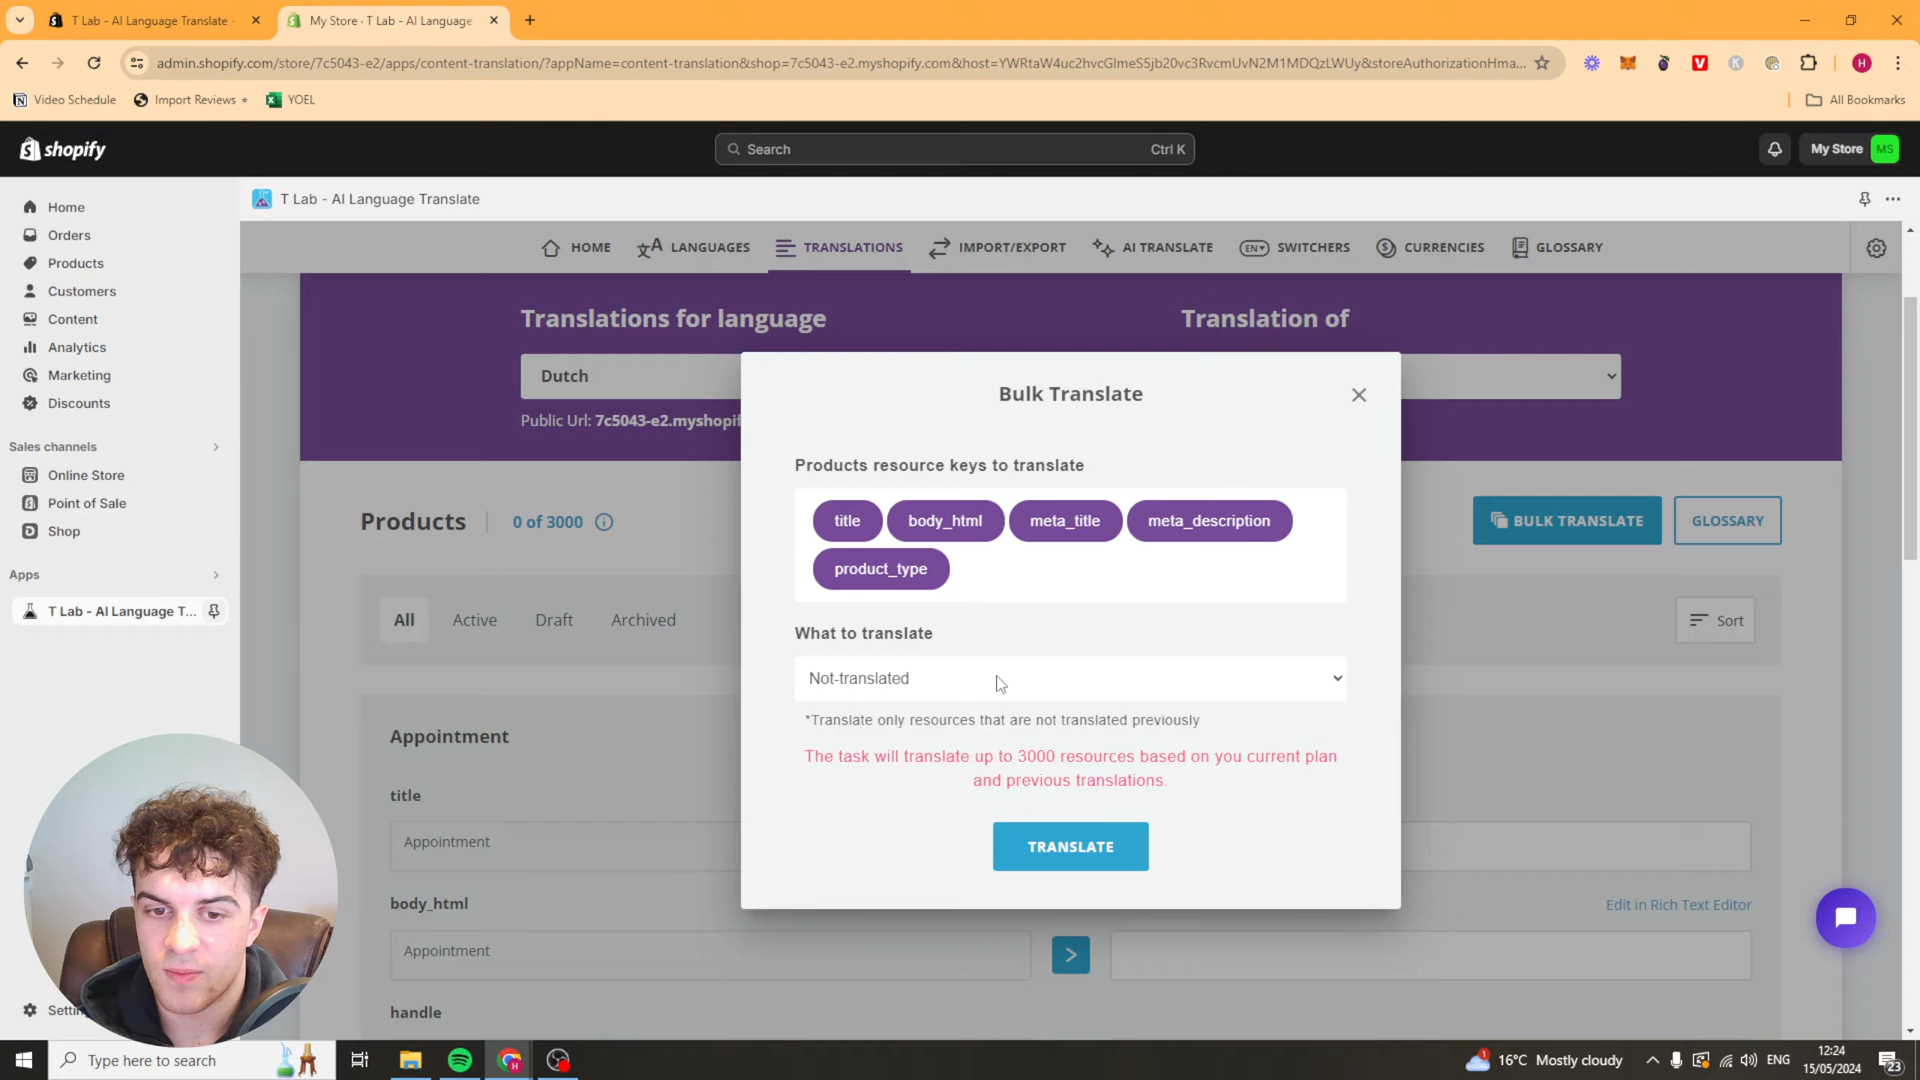 T Lab - AI Language Translate -
My Store · T Lab - AI Language
admin.shopify.com/store/7c5043-e2/apps/content-translation/?appName=content-translation&shop=7c5043-e2.myshopify.com&host=YWRtaW4uc2hvcGlmeS5jb20vc3RvcmUvN2M1MDQzLWUy&storeAuthorizationHma...
Video Schedule
Import Reviews
YOEL
All Bookmarks
shopify
Search
Ctrl K
My Store
MS
Home
Orders
Products
Customers
Content
Analytics
Marketing
Discounts
Sales channels
Online Store
Point of Sale
Shop
Apps
T Lab - AI Language T...
T Lab - AI Language Translate
HOME
LANGUAGES
TRANSLATIONS
IMPORT/EXPORT
AI TRANSLATE
EN
SWITCHERS
CURRENCIES
GLOSSARY
Translations for language
Translation of
Dutch
Public Url: 7c5043-e2.myshopif
Products
0 of 3000
BULK TRANSLATE
GLOSSARY
All
Active
Draft
Archived
Sort
Appointment
title
Appointment
body_html
Edit in Rich Text Editor
Appointment
handle
Bulk Translate
Products resource keys to translate
title
body_html
meta_title
meta_description
product_type
What to translate
Not-translated
*Translate only resources that are not translated previously
The task will translate up to 3000 resources based on you current plan
and previous translations.
TRANSLATE
Type here to search
16°C Mostly cloudy
ENG
12:24
15/05/2024
23